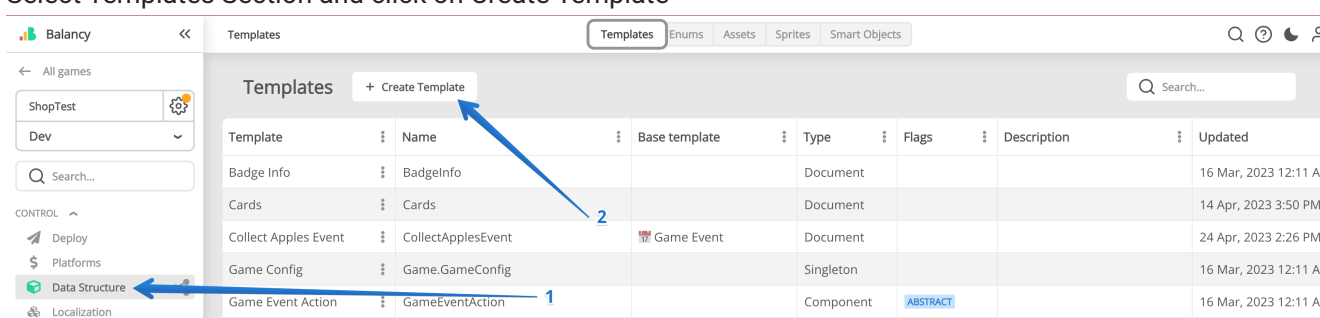 Select Templates Section and click on Create Template
Balancy
Templates
Templates Enums Assets Sprites Smart Objects
All games
ShopTest
Dev
Search...
CONTROL
Deploy
Platforms
Data Structure
Localization
Templates + Create Template Search...
Template Name Base template Type Flags Description Updated
Badge Info BadgeInfo Document 16 Mar, 2023 12:11 A
Cards Cards Document 14 Apr, 2023 3:50 PM
Collect Apples Event CollectApplesEvent Game Event Document 24 Apr, 2023 2:26 PM
Game Config Game.GameConfig Singleton 16 Mar, 2023 12:11 A
Game Event Action GameEventAction Component ABSTRACT 16 Mar, 2023 12:11 A
2
1